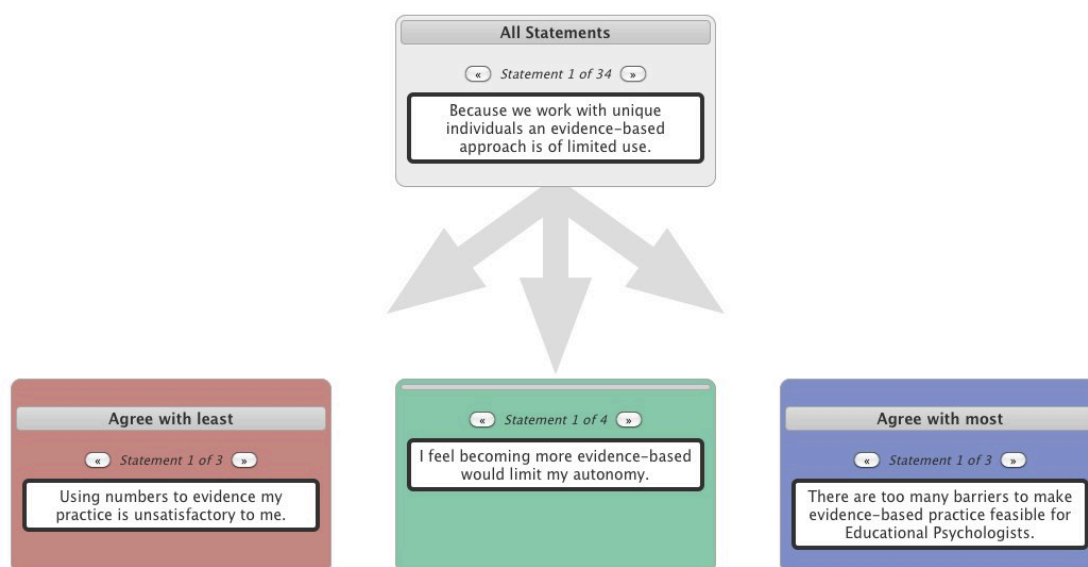 All Statements
« Statement 1 of 34 »
Because we work with unique
individuals an evidence-based
approach is of limited use.
Agree with least
« Statement 1 of 3 »
Using numbers to evidence my
practice is unsatisfactory to me.
« Statement 1 of 4 »
I feel becoming more evidence-based
would limit my autonomy.
Agree with most
« Statement 1 of 3 »
There are too many barriers to make
evidence-based practice feasible for
Educational Psychologists.